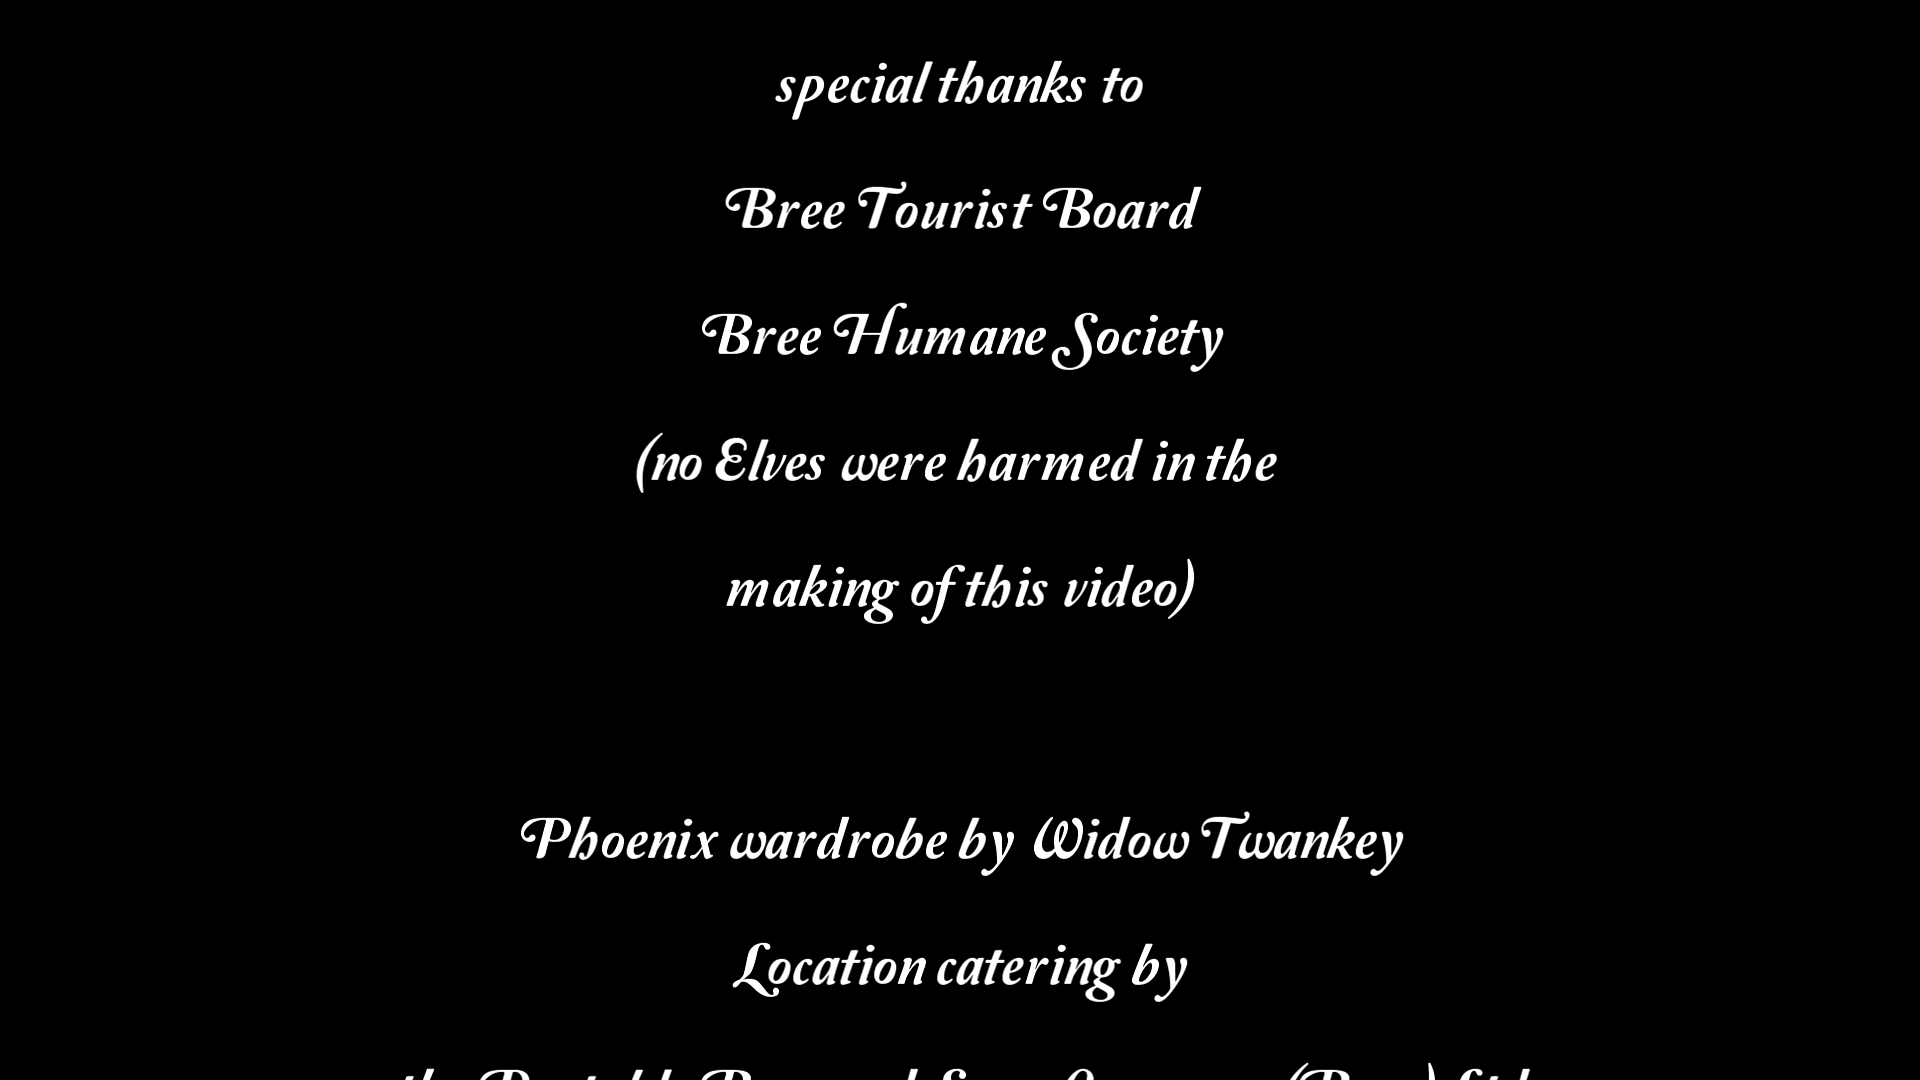 special thanks to
Bree Tourist Board
Bree Humane Society
(no Elves were harmed in the
making of this video)
Phoenix wardrobe by Widow Twankey
Location catering by